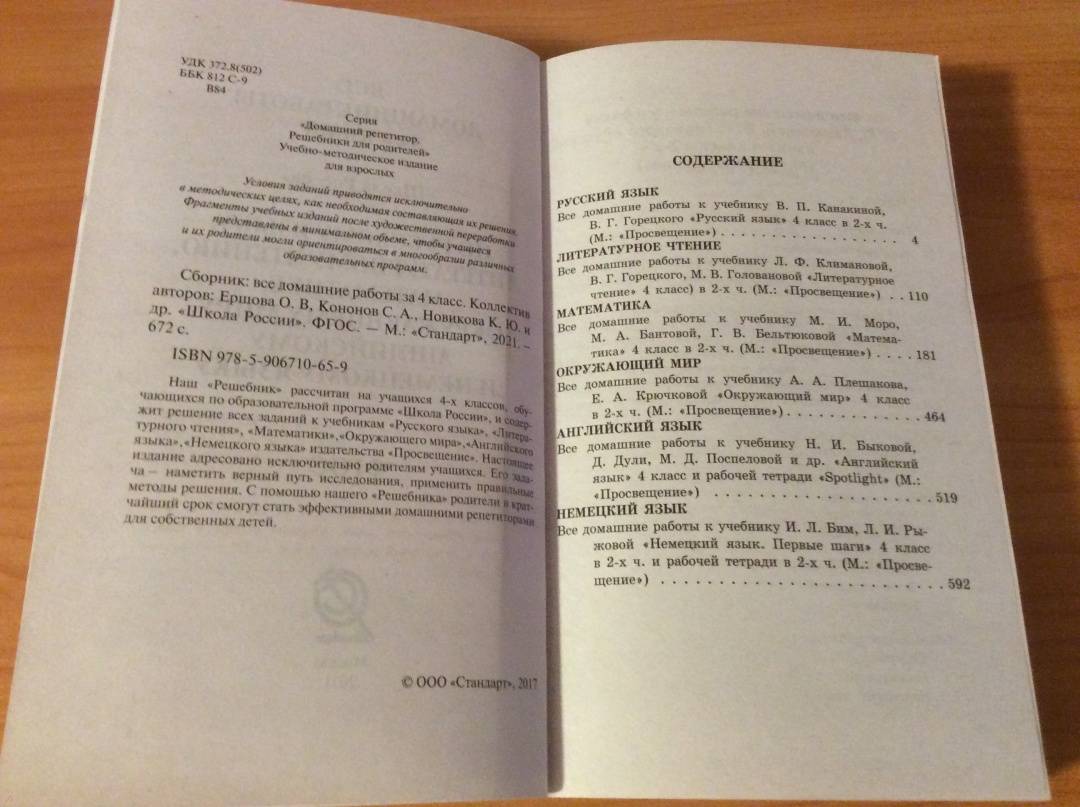 УДК 372.8(502)
ББК 812 С-9
В84
Серия
«Домашний репетитор.
Решебники для родителей»
Учебно-методическое издание
для взрослых
Условия заданий приводятся исключительно
в методических целях, как необходимая составляющая их решения.
Фрагменты учебных изданий после художественной переработки
представлены в минимальном объеме, чтобы учащиеся
и их родители могли ориентироваться в многообразии различных
образовательных программ.
Сборник: все домашние работы за 4 класс. Коллектив
авторов: Ершова О. В, Кононов С. А., Новикова К. Ю. и
др. «Школа России». ФГОС. — М.: «Стандарт», 2021. –
672 с.
ISBN 978-5-906710-65-9
Наш «Решебник» рассчитан на учащихся 4-х классов, обу-
чающихся по образовательной программе «Школа России», и содер-
жит решение всех заданий к учебникам «Русского языка», «Литера-
турного чтения», «Математики», «Окружающего мира», «Английского
языка», «Немецкого языка» издательства «Просвещение». Настоящее
издание адресовано исключительно родителям учащихся. Его зада-
ча – наметить верный путь исследования, применить правильные
методы решения. С помощью нашего «Решебника» родители в крат-
чайший срок смогут стать эффективными домашними репетиторами
для собственных детей.
© ООО «Стандарт», 2017
СОДЕРЖАНИЕ
РУССКИЙ ЯЗЫК
Все домашние работы к учебнику В. П. Канакиной,
В. Г. Горецкого «Русский язык» 4 класс в 2-х ч.
(М.: «Просвещение») . . . . . . . . . . . . . . . . . . . . 4
ЛИТЕРАТУРНОЕ ЧТЕНИЕ
Все домашние работы к учебнику Л. Ф. Климановой,
В. Г. Горецкого, М. В. Головановой «Литературное
чтение» 4 класс) в 2-х ч. (М.: «Просвещение») . . 110
МАТЕМАТИКА
Все домашние работы к учебнику М. И. Моро,
М. А. Бантовой, Г. В. Бельтюковой «Матема-
тика» 4 класс в 2-х ч. (М.: «Просвещение») . . . . 181
ОКРУЖАЮЩИЙ МИР
Все домашние работы к учебнику А. А. Плешакова,
Е. А. Крючковой «Окружающий мир» 4 класс
в 2-х ч. (М.: «Просвещение») . . . . . . . . . . . . . . 464
АНГЛИЙСКИЙ ЯЗЫК
Все домашние работы к учебнику Н. И. Быковой,
Д. Дули, М. Д. Поспеловой и др. «Английский
язык» 4 класс и рабочей тетради «Spotlight» (М.:
«Просвещение») . . . . . . . . . . . . . . . . . . . . . . 519
НЕМЕЦКИЙ ЯЗЫК
Все домашние работы к учебнику И. Л. Бим, Л. И. Ры-
жовой «Немецкий язык. Первые шаги» 4 класс
в 2-х ч. и рабочей тетради в 2-х ч. (М.: «Просве-
щение») . . . . . . . . . . . . . . . . . . . . . . . . . . . 592